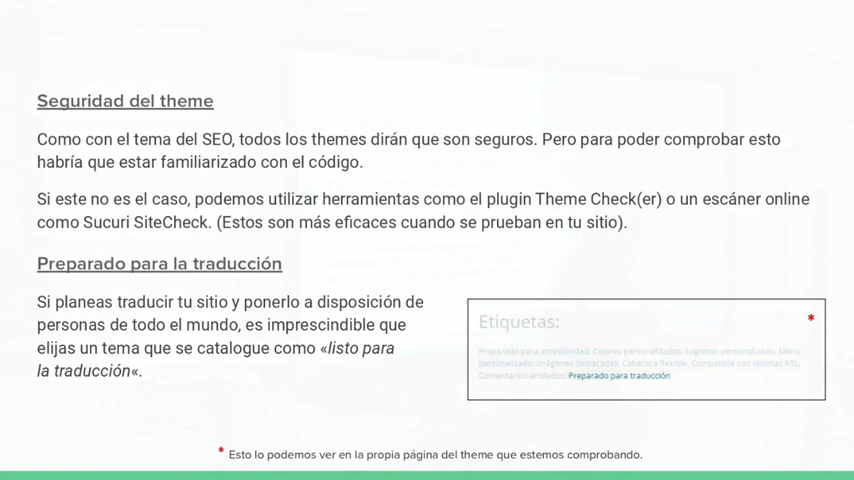 Seguridad del theme
Como con el tema del SEO, todos los themes dirán que son seguros. Pero para poder comprobar esto
habría que estar familiarizado con el código.
Si este no es el caso, podemos utilizar herramientas como el plugin Theme Check(er) o un escáner online
como Sucuri SiteCheck. (Estos son más eficaces cuando se prueban en tu sitio).
Preparado para la traducción
Si planeas traducir tu sitio y ponerlo a disposición de
personas de todo el mundo, es imprescindible que
elijas un tema que se catalogue como «listo para
la traducción«.
Etiquetas: *
Preparado para accesibilidad, Colores personalizados, Logotipo personalizado, Menú
personalizado, Imágenes destacadas, Cabecera flexible, Compatible con idiomas RTL,
Comentarios anidados, Preparado para traducción
* Esto lo podemos ver en la propia página del theme que estemos comprobando.